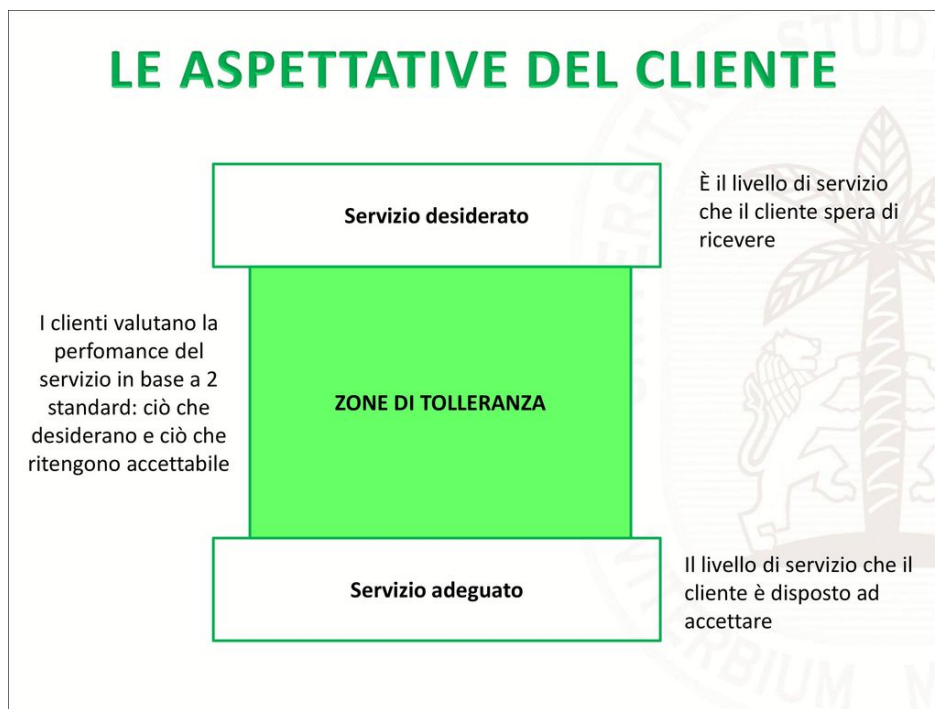 LE ASPETTATIVE DEL CLIENTE
Servizio desiderato
È il livello di servizio
che il cliente spera di
ricevere
I clienti valutano la
perfomance del
servizio in base a 2
standard: ciò che
desiderano e ciò che
ritengono accettabile
ZONE DI TOLLERANZA
Servizio adeguato
Il livello di servizio che il
cliente è disposto ad
accettare